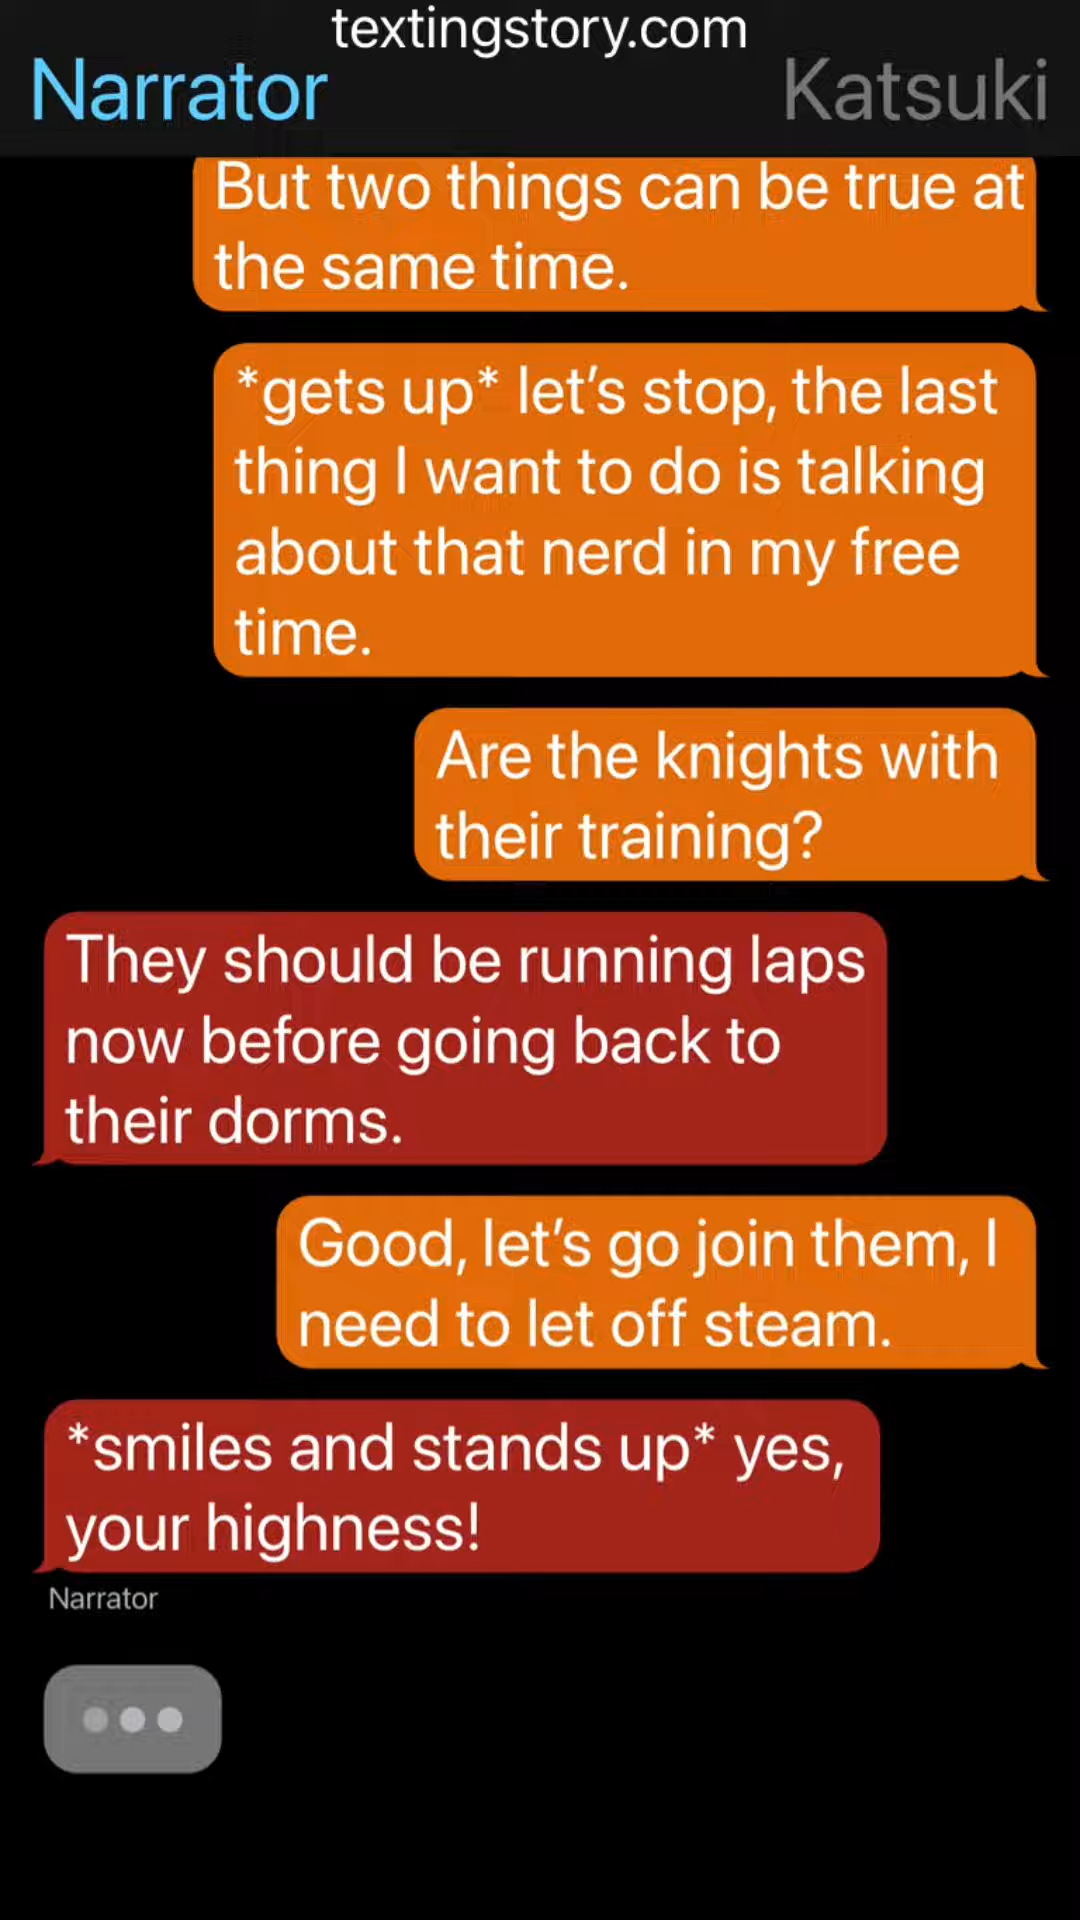 textingstory.com
Narrator
Katsuki
But two things can be true at
the same time.
*gets up* let’s stop, the last
thing I want to do is talking
about that nerd in my free
time.
Are the knights with
their training?
They should be running laps
now before going back to
their dorms.
Good, let’s go join them, I
need to let off steam.
*smiles and stands up* yes,
your highness!
Narrator